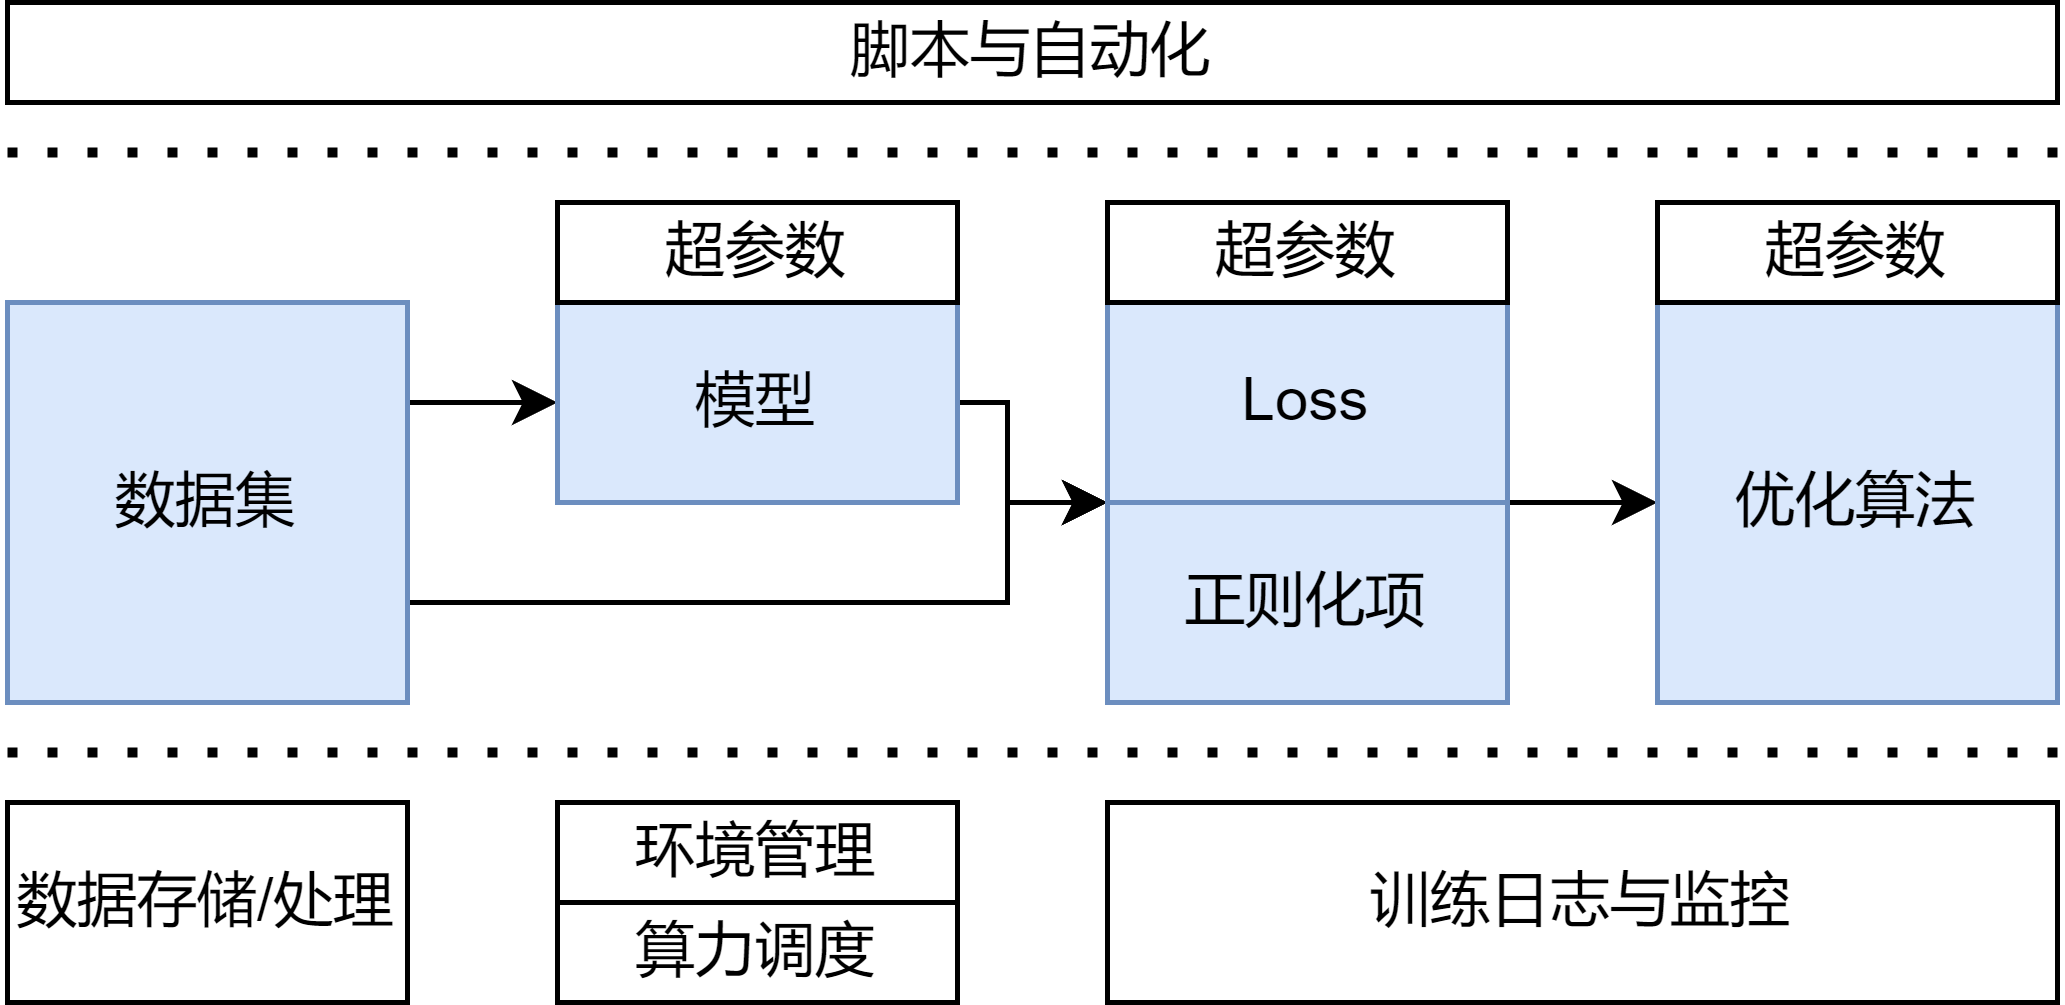 脚本与自动化
超参数
超参数
超参数
数据集
模型
Loss
正则化项
优化算法
数据存储/处理
环境管理
算力调度
训练日志与监控